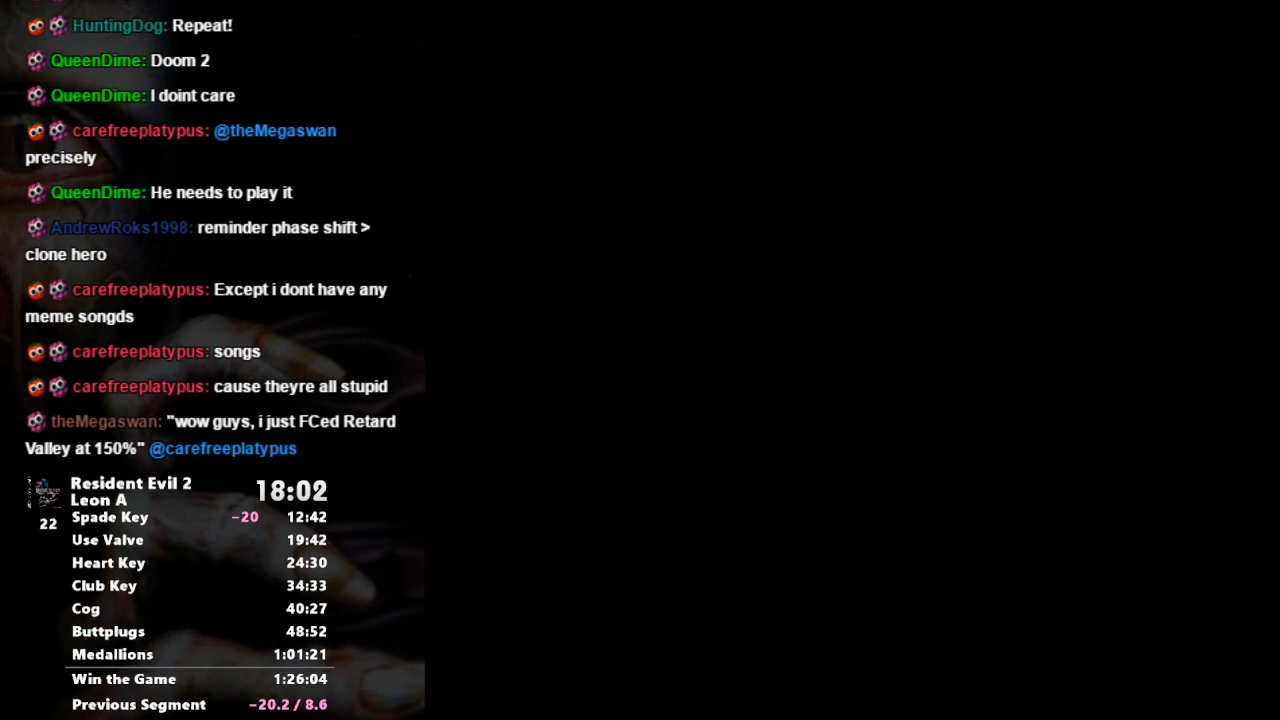 HuntingDog: Repeat!
QueenDime: Doom 2
QueenDime: I doint care
carefreeplatypus: @theMegaswan
precisely
QueenDime: He needs to play it
AndrewRoks1998: reminder phase shift >
clone hero
carefreeplatypus: Except i dont have any
meme songds
carefreeplatypus: songs
carefreeplatypus: cause theyre all stupid
theMegaswan: "wow guys, i just FCed Retard
Valley at 150%" @carefreeplatypus
Resident Evil 2
Leon A
18:02
22
Spade Key -20 12:42
Use Valve 19:42
Heart Key 24:30
Club Key 34:33
Cog 40:27
Buttplugs 48:52
Medallions 1:01:21
Win the Game 1:26:04
Previous Segment -20.2 / 8.6